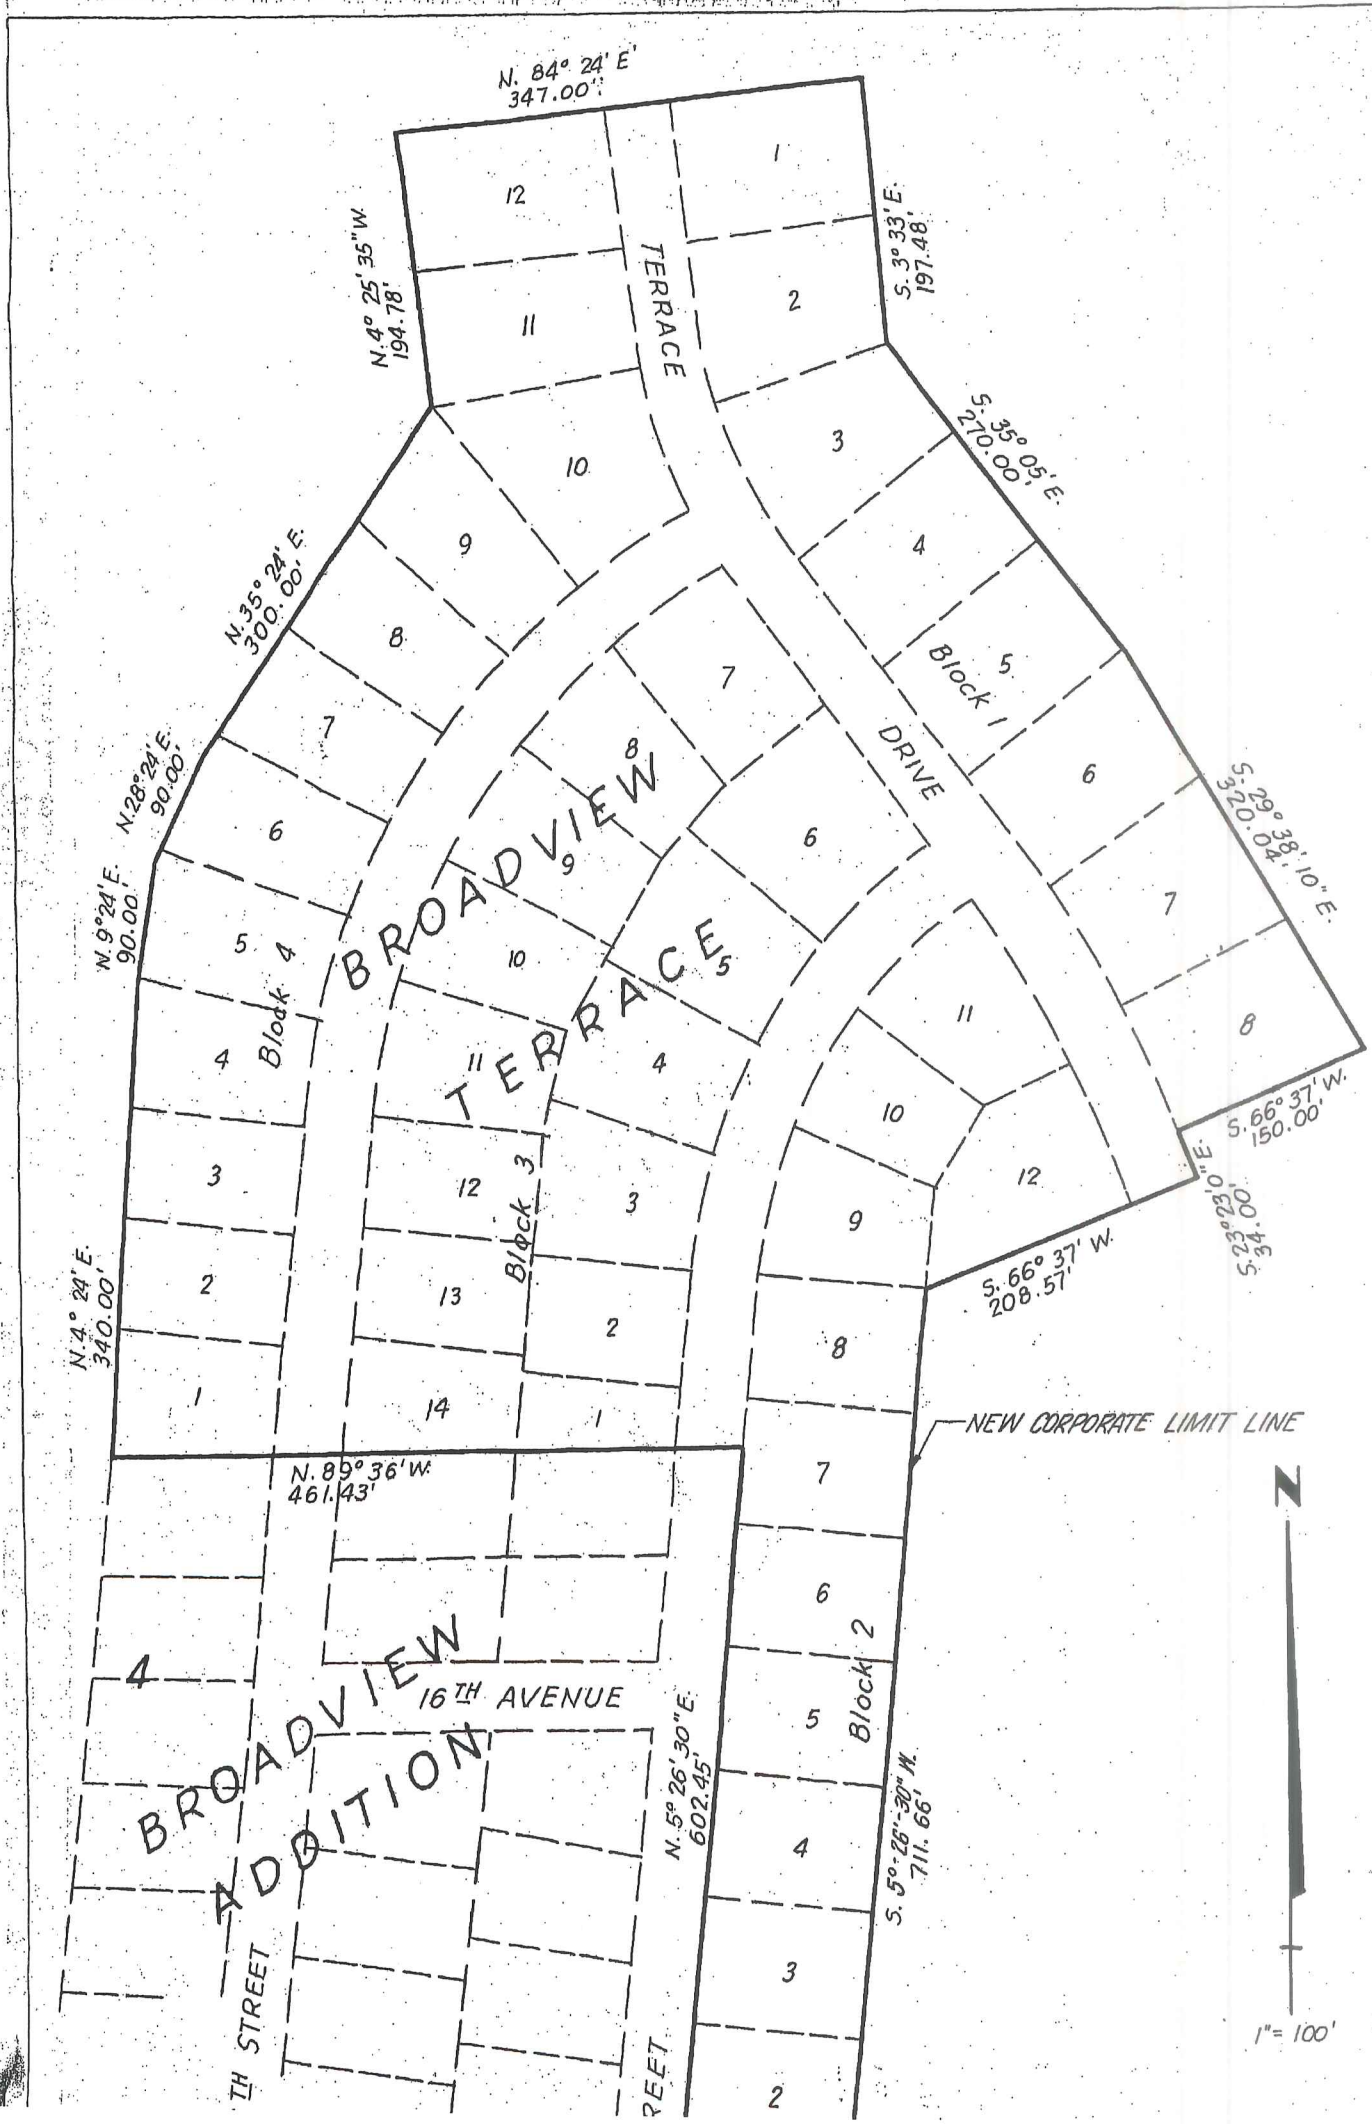 N. 84° 24' E
347.00'
12
1
N. 4° 25' 35" W.
194.78'
S. 3° 33' E.
197.48'
TERRACE
11
2
10
3
S. 35° 05' E.
270.00'
9
4
N. 35° 24' E.
300.00'
8
Block 1
5
7
7
DRIVE
6
N. 28° 24' E.
90.00'
8
S. 29° 38' 10" E.
320.04'
6
6
9
7
N. 9° 24' E.
90.00'
5
Block 4
BROADVIEW
TERRACE
10
5
11
8
4
11
4
10
S. 66° 37' W.
150.00'
3
12
Block 3
3
9
12
S. 23° 23' 0" E.
34.00'
N. 4° 24' E.
340.00'
2
13
2
8
S. 66° 37' W.
208.57'
1
14
1
NEW CORPORATE LIMIT LINE
N. 89° 36' W.
461.43'
7
N
6
4
16TH AVENUE
Block 2
5
BROADVIEW
ADDITION
N. 5° 26' 30" E.
602.45'
S. 5°-26'-30" W.
711.66'
4
3
TH STREET
REET
2
1" = 100'